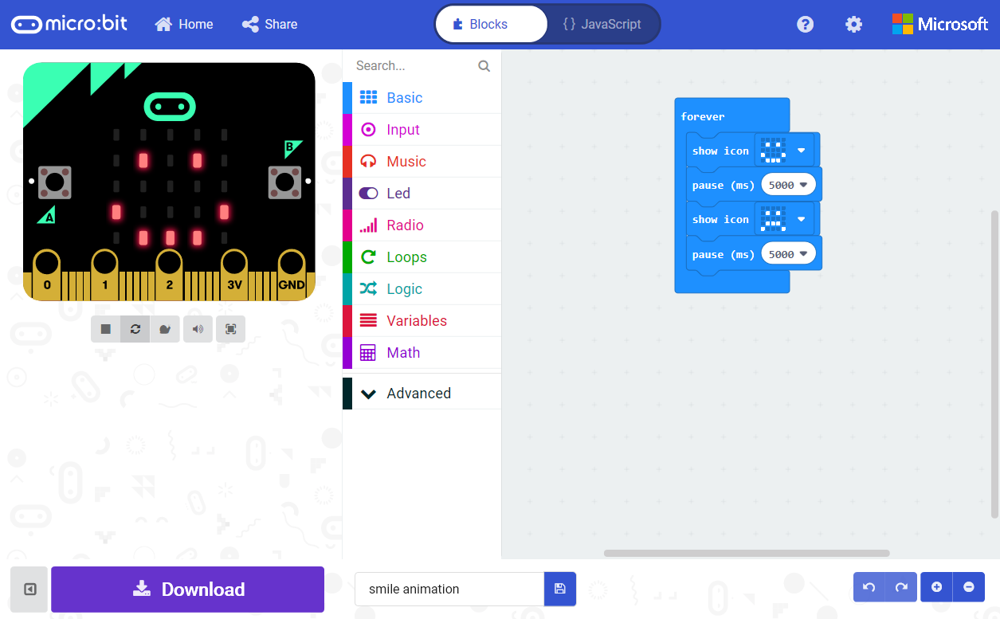 micro:bit Home Share Blocks {} JavaScript ? Microsoft
Search...
Basic
Input
Music
Led
Radio
Loops
Logic
Variables
Math
Advanced
B
A
0 1 2 3V GND
forever
show icon
pause (ms) 5000
show icon
pause (ms) 5000
Download
smile animation